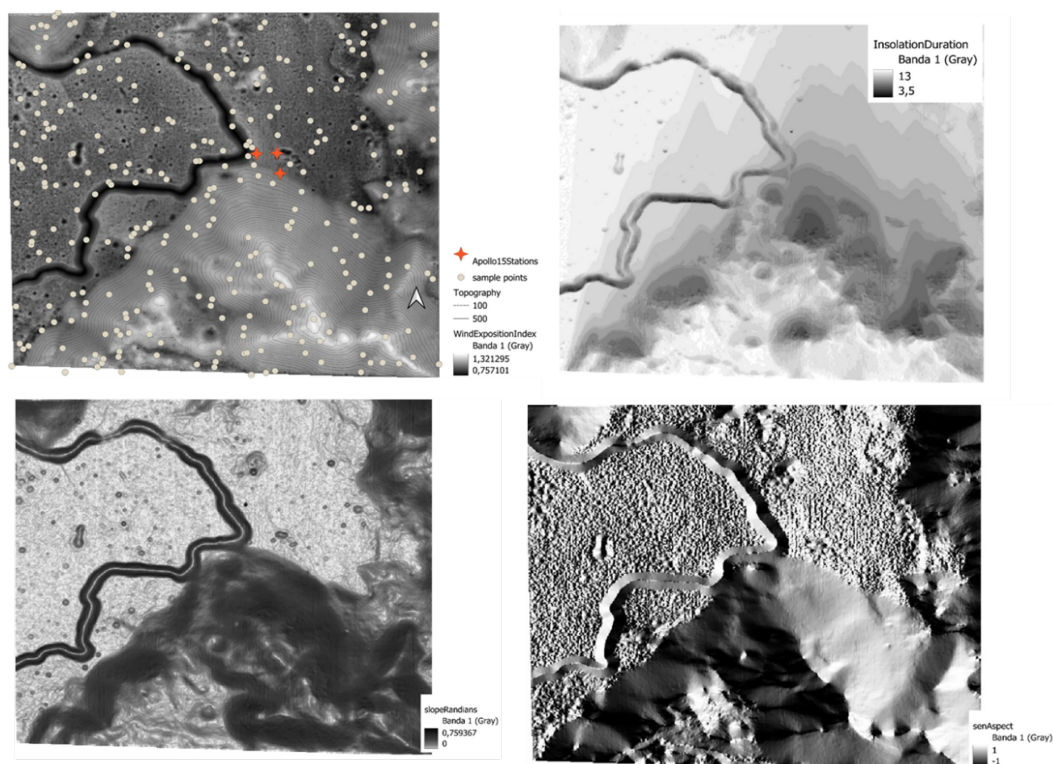 Apollo15Stations
sample points
Topography
100
500
WindExpositionIndex
Banda 1 (Gray)
1,321295
0,757101
InsolationDuration
Banda 1 (Gray)
13
3,5
slopeRandians
Banda 1 (Gray)
0,759367
0
senAspect
Banda 1 (Gray)
1
-1